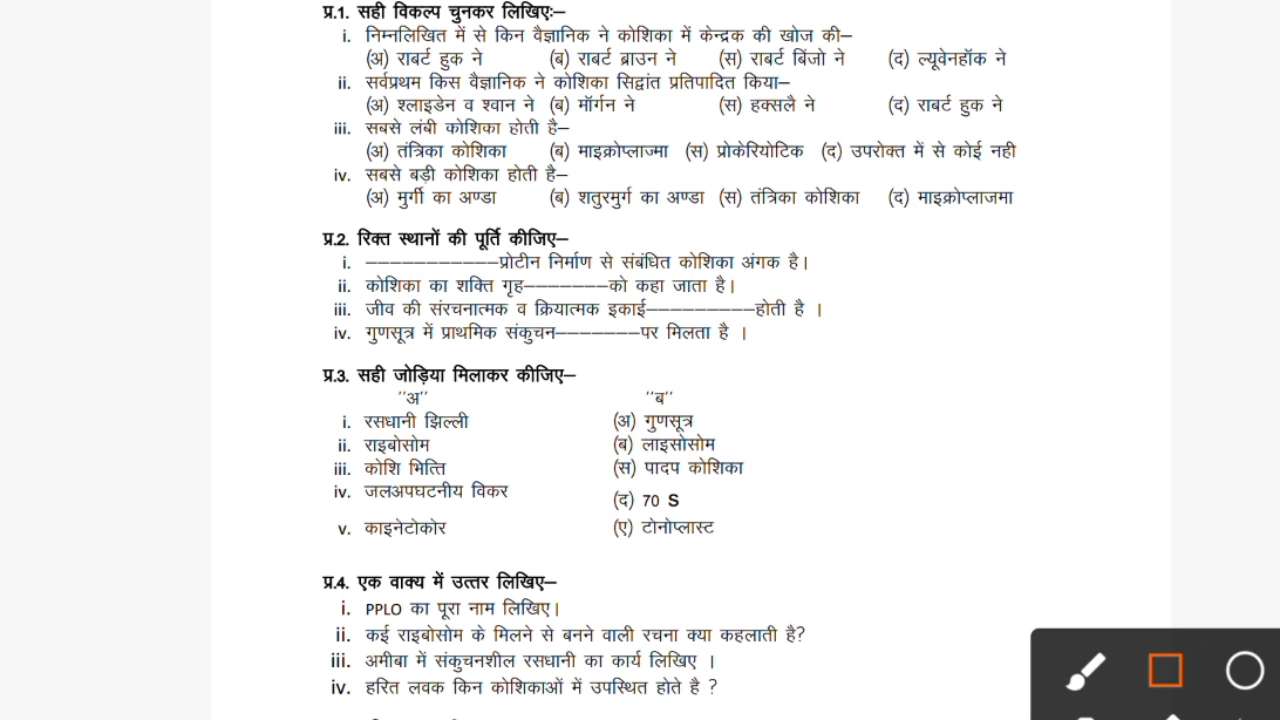 प्र.1. सही विकल्प चुनकर लिखिए:–
i. निम्नलिखित में से किन वैज्ञानिक ने कोशिका में केन्द्रक की खोज की–
(अ) राबर्ट हुक ने (ब) राबर्ट ब्राउन ने (स) राबर्ट बिंजो ने (द) ल्यूवेनहॉक ने
ii. सर्वप्रथम किस वैज्ञानिक ने कोशिका सिद्वांत प्रतिपादित किया–
(अ) श्लाइडेन व श्वान ने (ब) मॉर्गन ने (स) हक्सलै ने (द) राबर्ट हुक ने
iii. सबसे लंबी कोशिका होती है–
(अ) तंत्रिका कोशिका (ब) माइक्रोप्लाज्मा (स) प्रोकेरियोटिक (द) उपरोक्त में से कोई नही
iv. सबसे बड़ी कोशिका होती है–
(अ) मुर्गी का अण्डा (ब) शतुरमुर्ग का अण्डा (स) तंत्रिका कोशिका (द) माइक्रोप्लाजमा
प्र.2. रिक्त स्थानों की पूर्ति कीजिए–
i. –––––––––––प्रोटीन निर्माण से संबंधित कोशिका अंगक है।
ii. कोशिका का शक्ति गृह–––––––को कहा जाता है।
iii. जीव की संरचनात्मक व क्रियात्मक इकाई–––––––––होती है ।
iv. गुणसूत्र में प्राथमिक संकुचन–––––––पर मिलता है ।
प्र.3. सही जोड़िया मिलाकर कीजिए–
''अ'' ''ब''
i. रसधानी झिल्ली (अ) गुणसूत्र
ii. राइबोसोम (ब) लाइसोसोम
iii. कोशि भित्ति (स) पादप कोशिका
iv. जलअपघटनीय विकर (द) 70 S
v. काइनेटोकोर (ए) टोनोप्लास्ट
प्र.4. एक वाक्य में उत्तर लिखिए–
i. PPLO का पूरा नाम लिखिए।
ii. कई राइबोसोम के मिलने से बनने वाली रचना क्या कहलाती है?
iii. अमीबा में संकुचनशील रसधानी का कार्य लिखिए ।
iv. हरित लवक किन कोशिकाओं में उपस्थित होते है ?